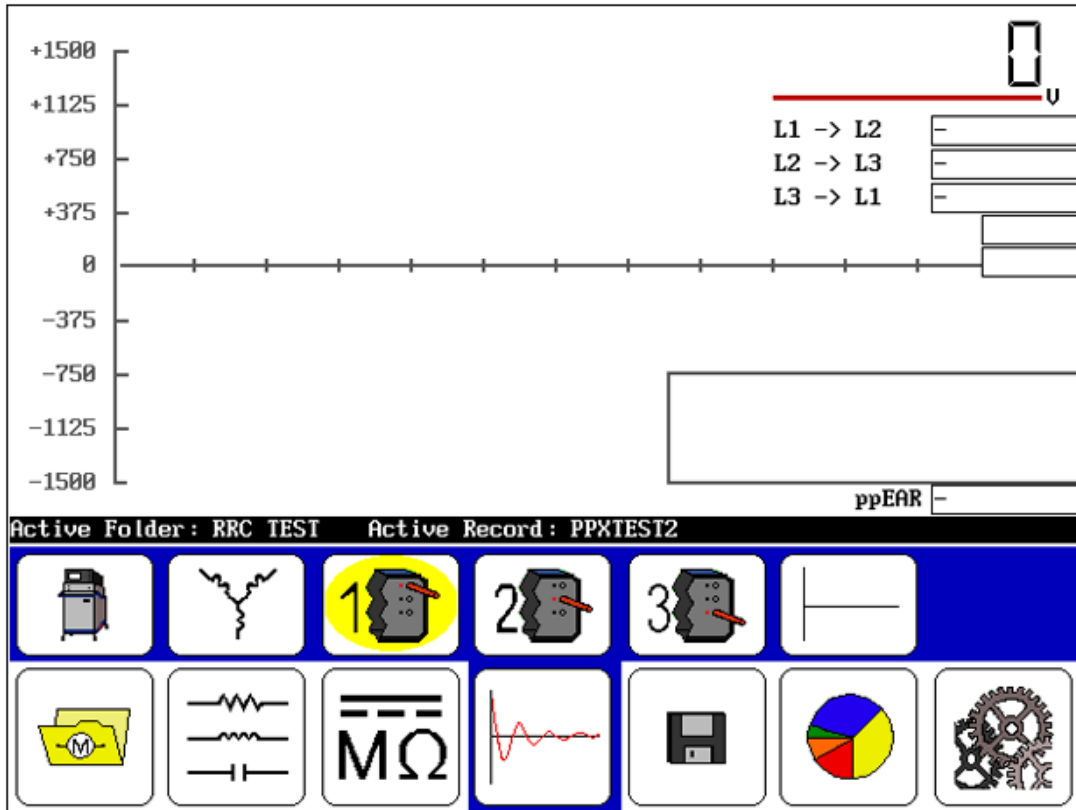 0
V
+1500
+1125
+750
+375
0
-375
-750
-1125
-1500
L1 -> L2 -
L2 -> L3 -
L3 -> L1 -
ppEAR -
Active Folder: RRC TEST Active Record: PPXTEST2
1 2 3
M MΩ